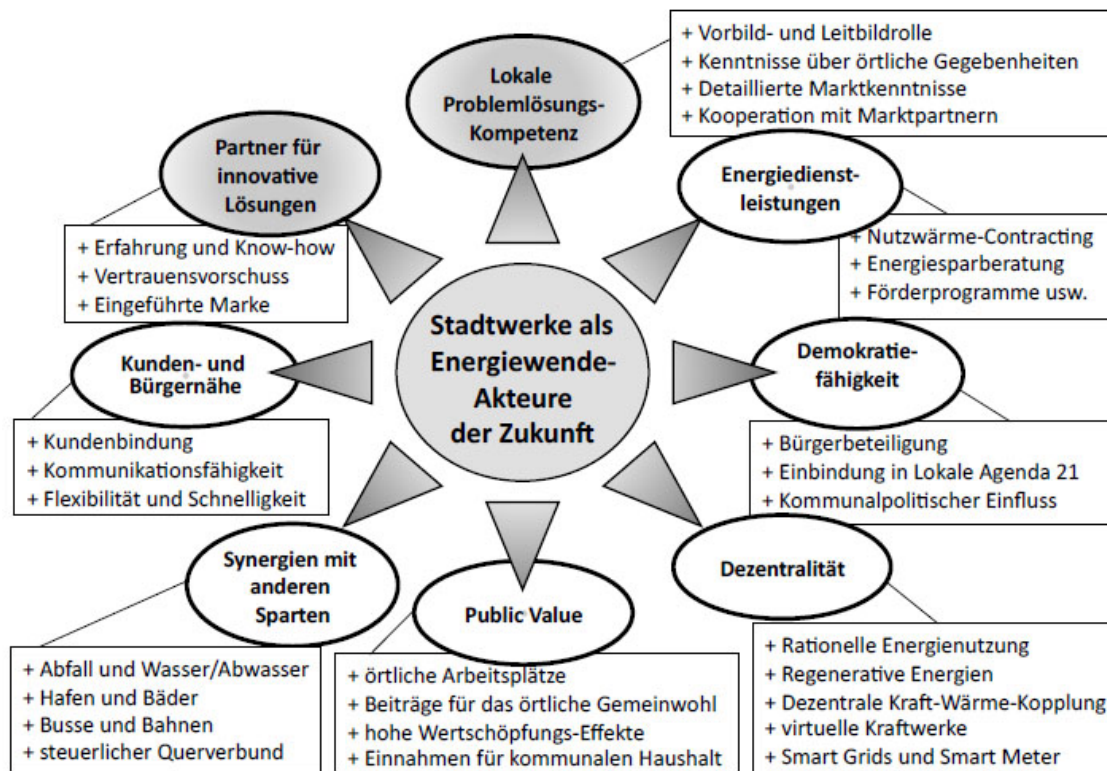 Lokale
Problemlösungs-
Kompetenz
+ Vorbild- und Leitbildrolle
+ Kenntnisse über örtliche Gegebenheiten
+ Detaillierte Marktkenntnisse
+ Kooperation mit Marktpartnern
Partner für
innovative
Lösungen
+ Erfahrung und Know-how
+ Vertrauensvorschuss
+ Eingeführte Marke
Energiedienst-
leistungen
+ Nutzwärme-Contracting
+ Energiesparberatung
+ Förderprogramme usw.
Stadtwerke als
Energiewende-
Akteure
der Zukunft
Kunden- und
Bürgernähe
+ Kundenbindung
+ Kommunikationsfähigkeit
+ Flexibilität und Schnelligkeit
Demokratie-
fähigkeit
+ Bürgerbeteiligung
+ Einbindung in Lokale Agenda 21
+ Kommunalpolitischer Einfluss
Synergien mit
anderen
Sparten
+ Abfall und Wasser/Abwasser
+ Hafen und Bäder
+ Busse und Bahnen
+ steuerlicher Querverbund
Public Value
+ örtliche Arbeitsplätze
+ Beiträge für das örtliche Gemeinwohl
+ hohe Wertschöpfungs-Effekte
+ Einnahmen für kommunalen Haushalt
Dezentralität
+ Rationelle Energienutzung
+ Regenerative Energien
+ Dezentrale Kraft-Wärme-Kopplung
+ virtuelle Kraftwerke
+ Smart Grids und Smart Meter